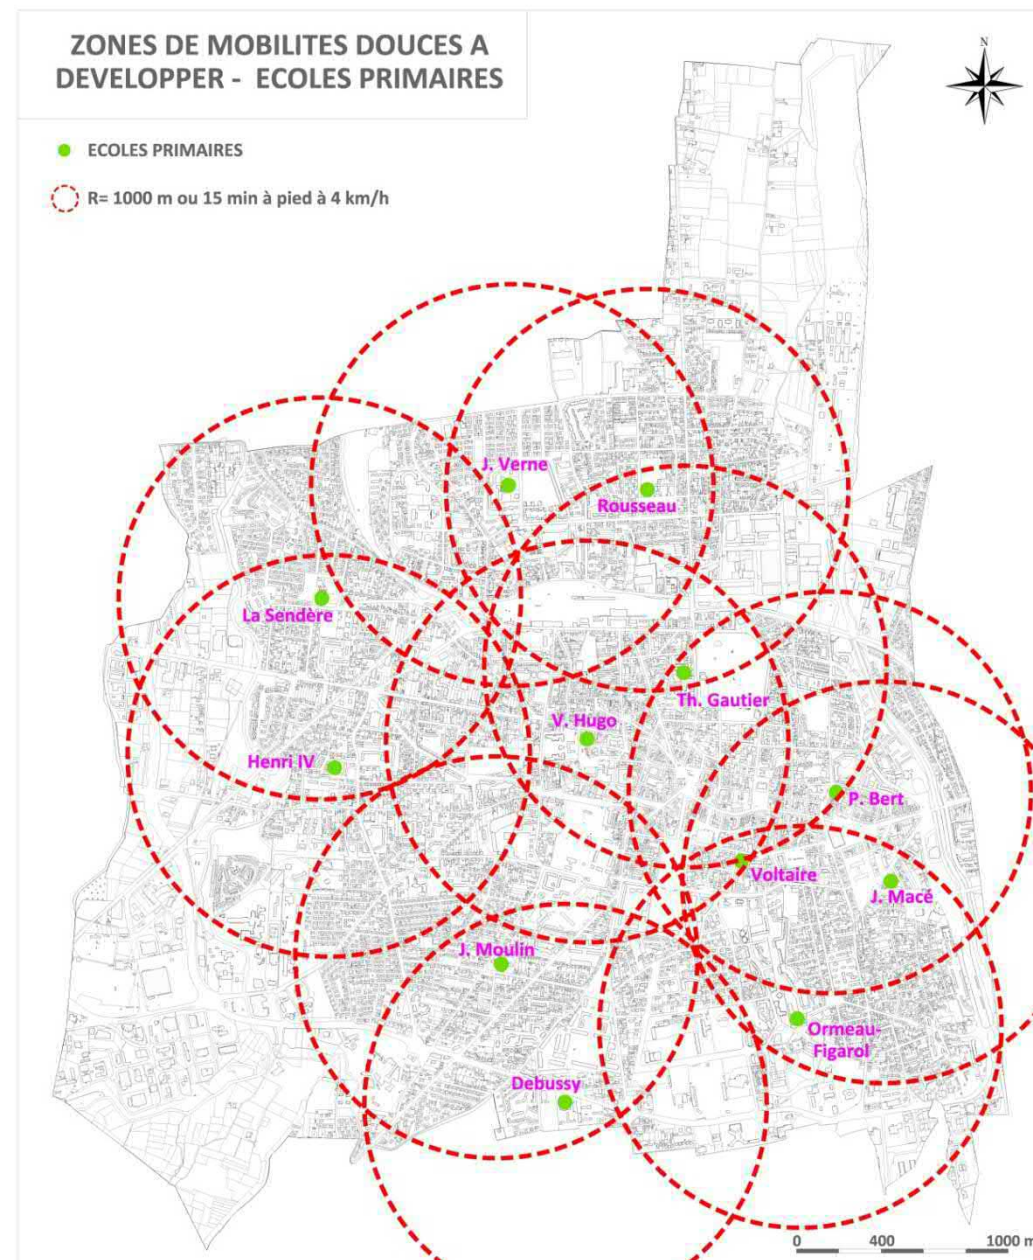 ZONES DE MOBILITES DOUCES A
DEVELOPPER - ECOLES PRIMAIRES
N
ECOLES PRIMAIRES
R= 1000 m ou 15 min à pied à 4 km/h
J. Verne
Rousseau
La Sendère
Th. Gautier
V. Hugo
Henri IV
P. Bert
Voltaire
J. Macé
J. Moulin
Ormeau-
Figarol
Debussy
0 400 1000 m